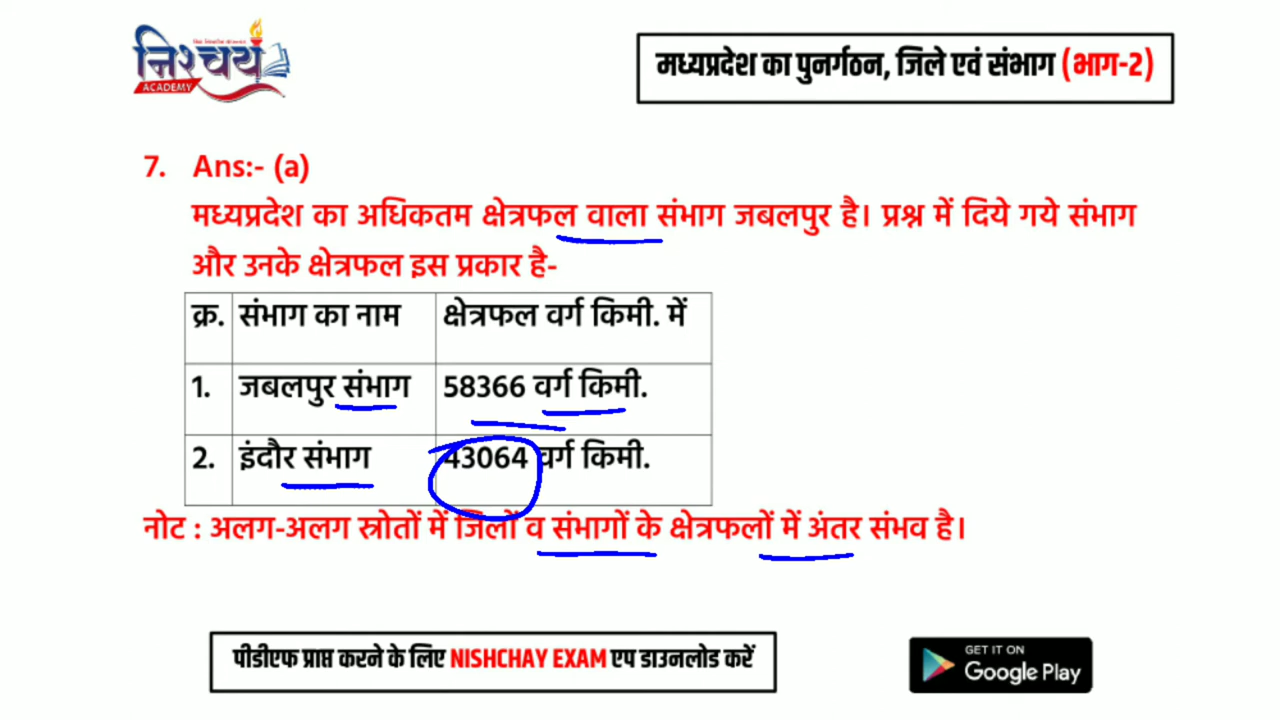 निश्चय
ACADEMY
मध्यप्रदेश का पुनर्गठन, जिले एवं संभाग (भाग-2)
7. Ans:- (a)
मध्यप्रदेश का अधिकतम क्षेत्रफल वाला संभाग जबलपुर है। प्रश्न में दिये गये संभाग
और उनके क्षेत्रफल इस प्रकार है-
क्र. संभाग का नाम क्षेत्रफल वर्ग किमी. में
1. जबलपुर संभाग 58366 वर्ग किमी.
2. इंदौर संभाग 43064 वर्ग किमी.
नोट : अलग-अलग स्रोतों में जिलों व संभागों के क्षेत्रफलों में अंतर संभव है।
पीडीएफ प्राप्त करने के लिए NISHCHAY EXAM एप डाउनलोड करें
GET IT ON
Google Play